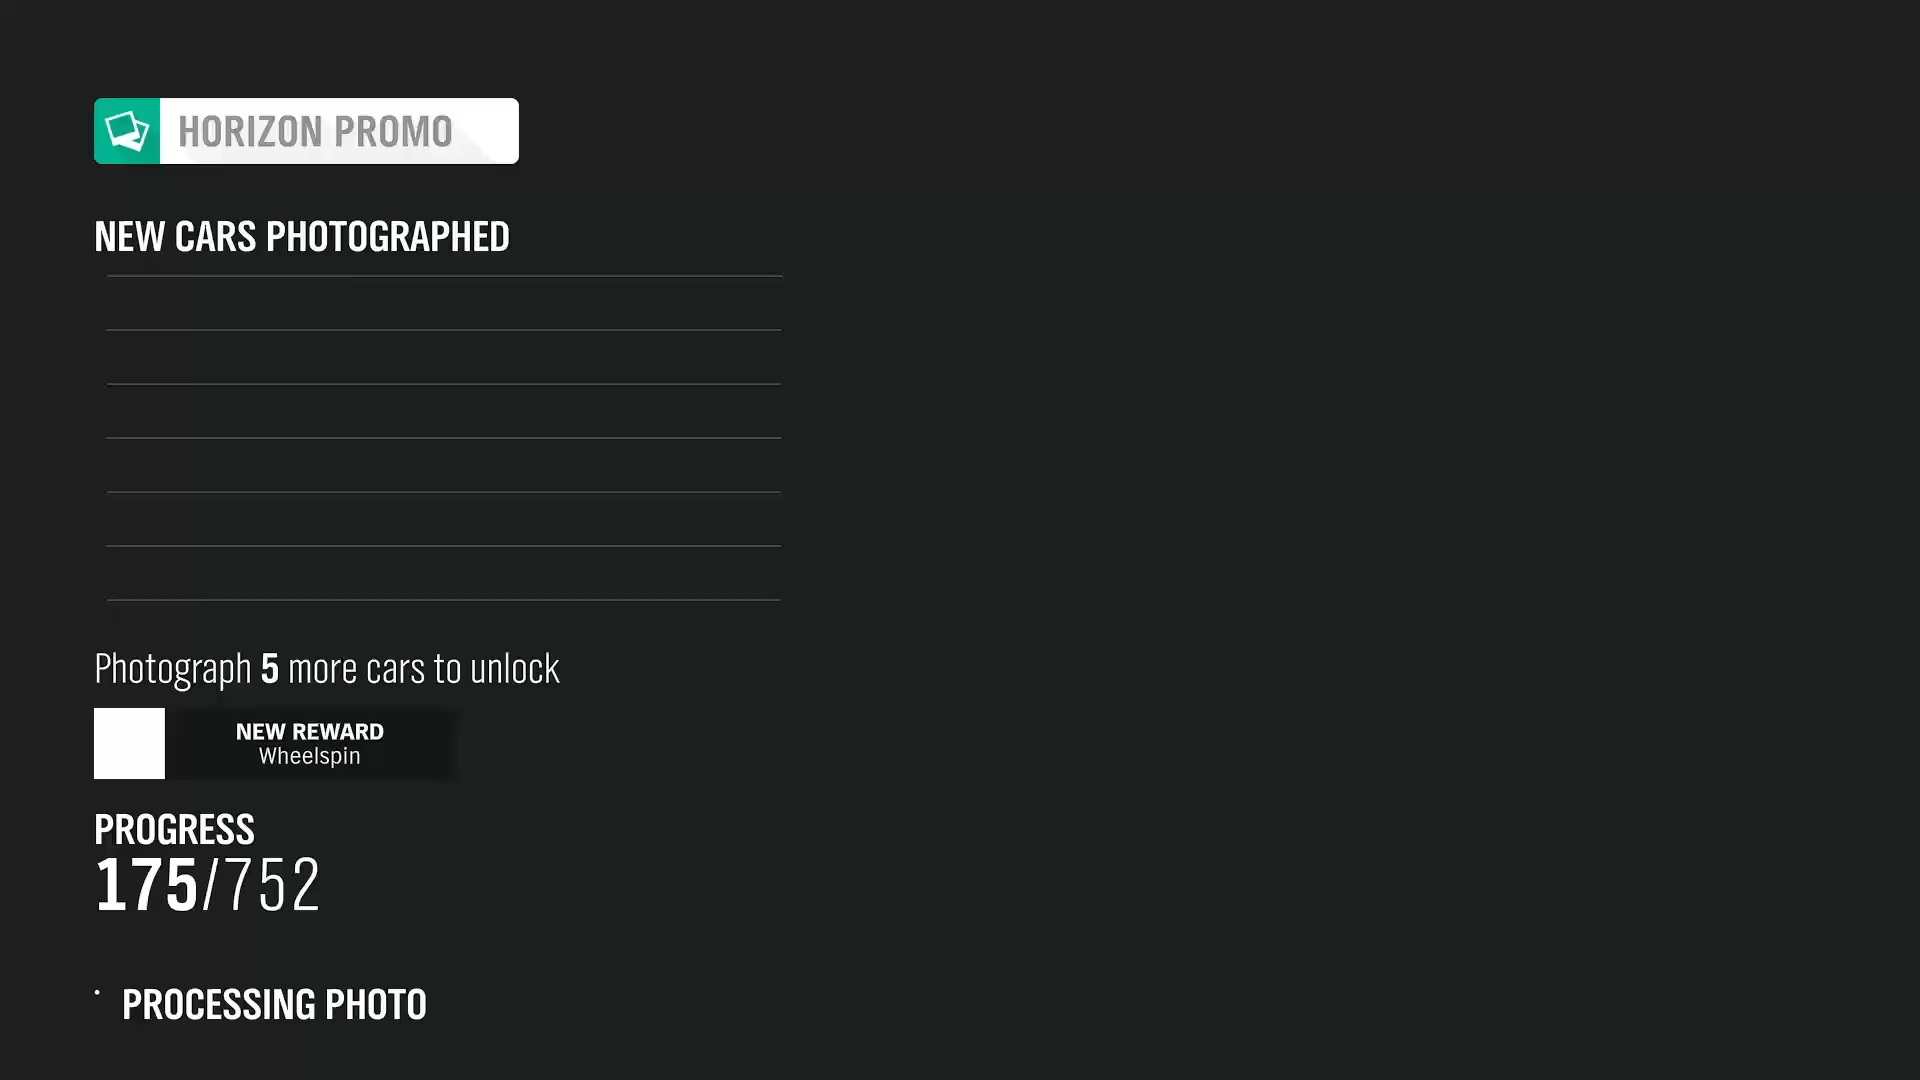 HORIZON PROMO
NEW CARS PHOTOGRAPHED
Photograph 5 more cars to unlock
NEW REWARD
Wheelspin
PROGRESS
175/752
PROCESSING PHOTO